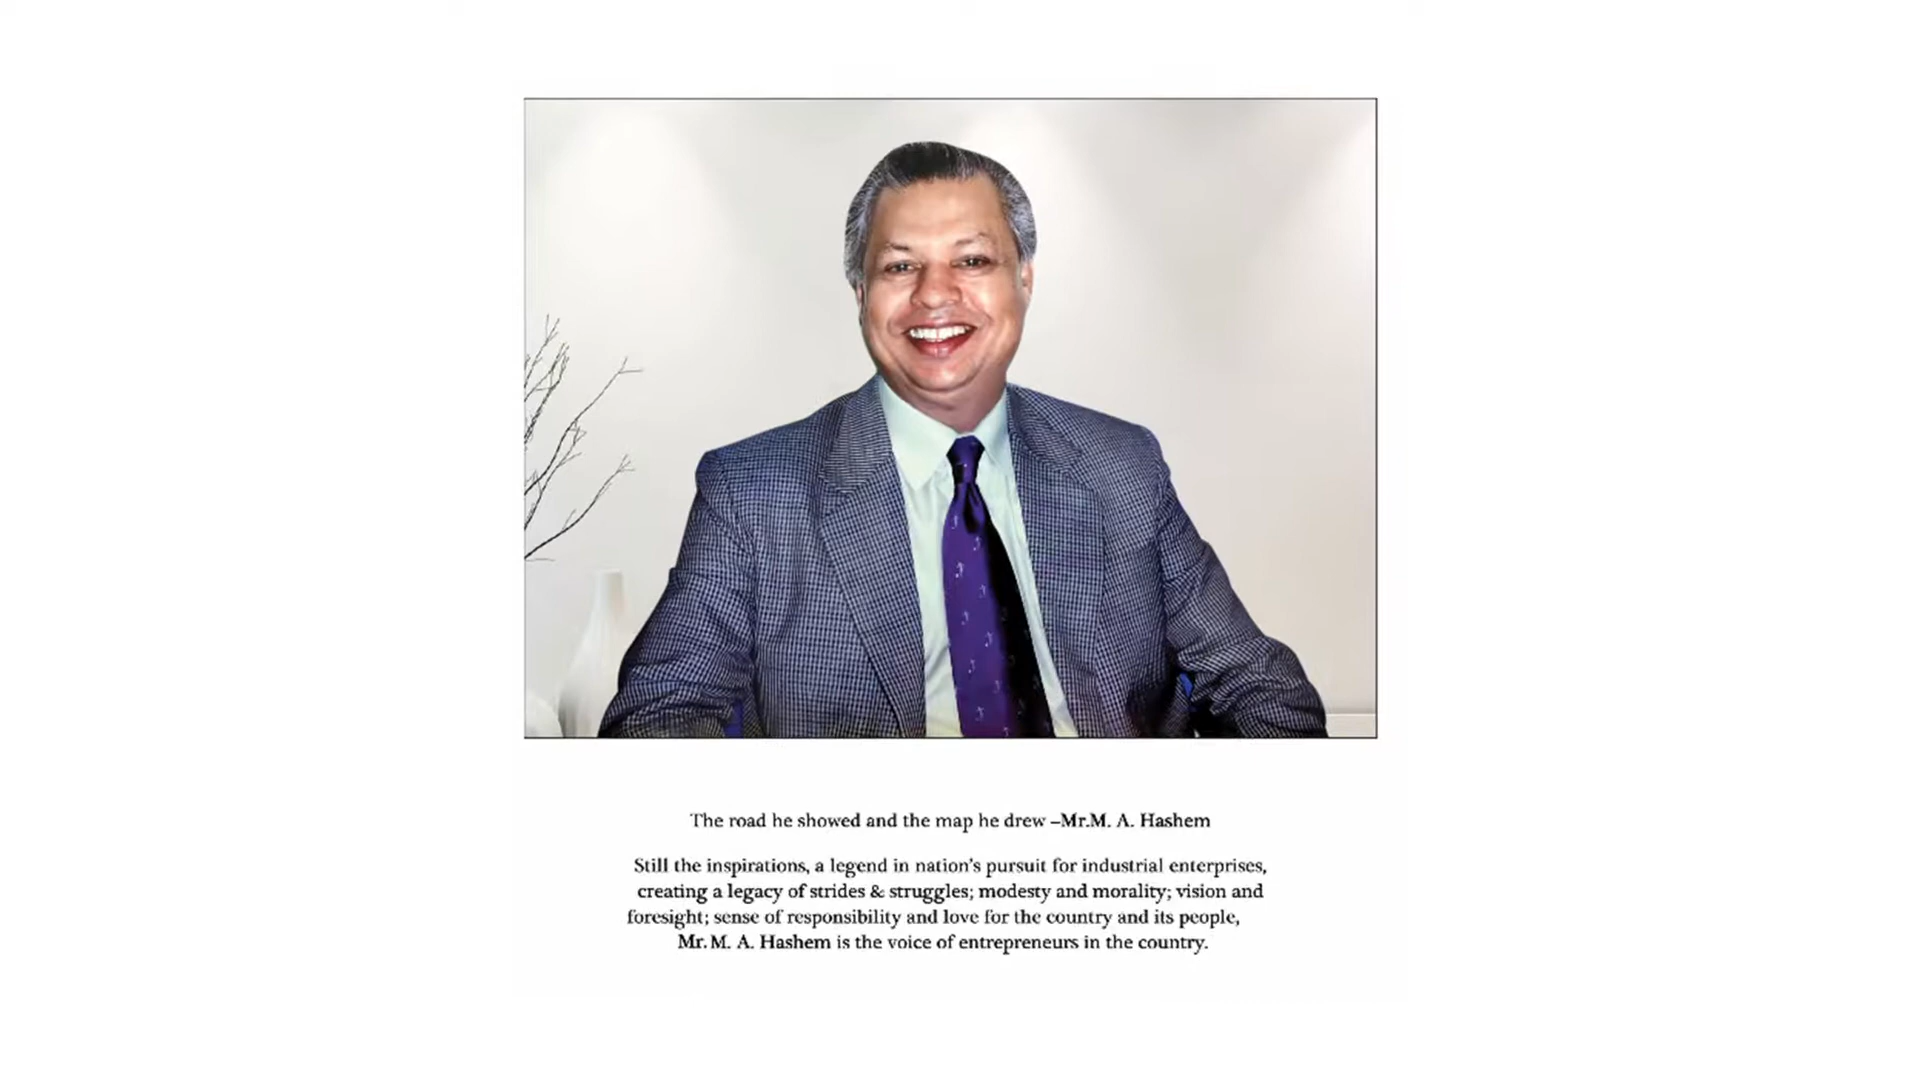 The road he showed and the map he drew –Mr.M. A. Hashem
Still the inspirations, a legend in nation's pursuit for industrial enterprises,
creating a legacy of strides & struggles; modesty and morality; vision and
foresight; sense of responsibility and love for the country and its people,
Mr. M. A. Hashem is the voice of entrepreneurs in the country.